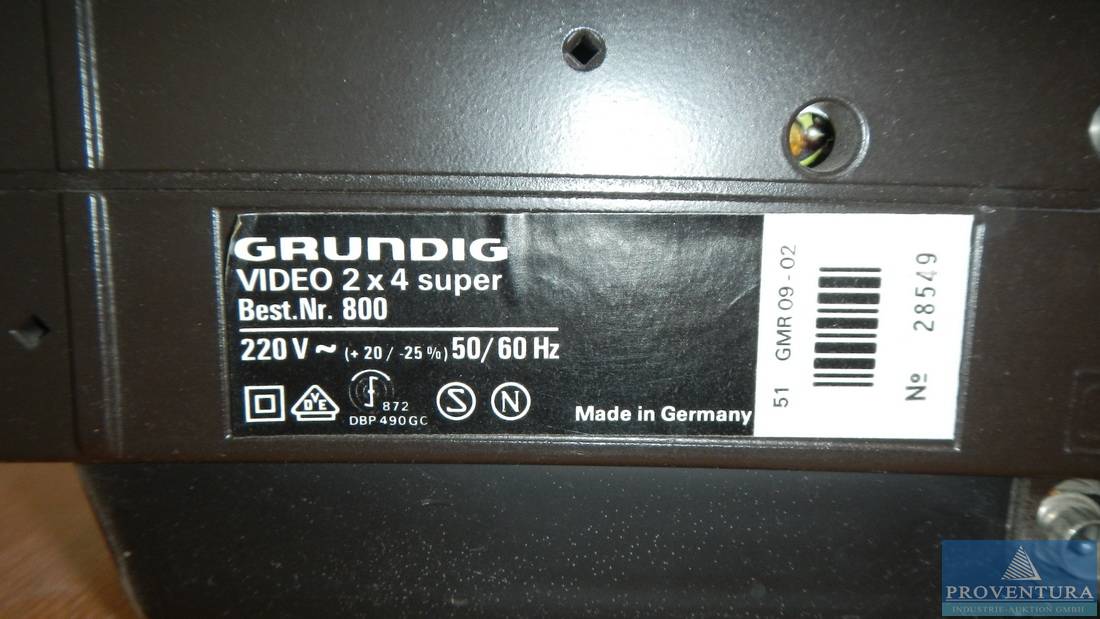 GRUNDIG
VIDEO 2 x 4 super
Best.Nr. 800
220 V ~ (+ 20 / -25 %) 50/60 Hz
VDE
872
DBP 490 GC
S
N
Made in Germany
51 GMR 09 - 02
№ 28549
PROVENTURA
INDUSTRIE-AUKTION GMBH